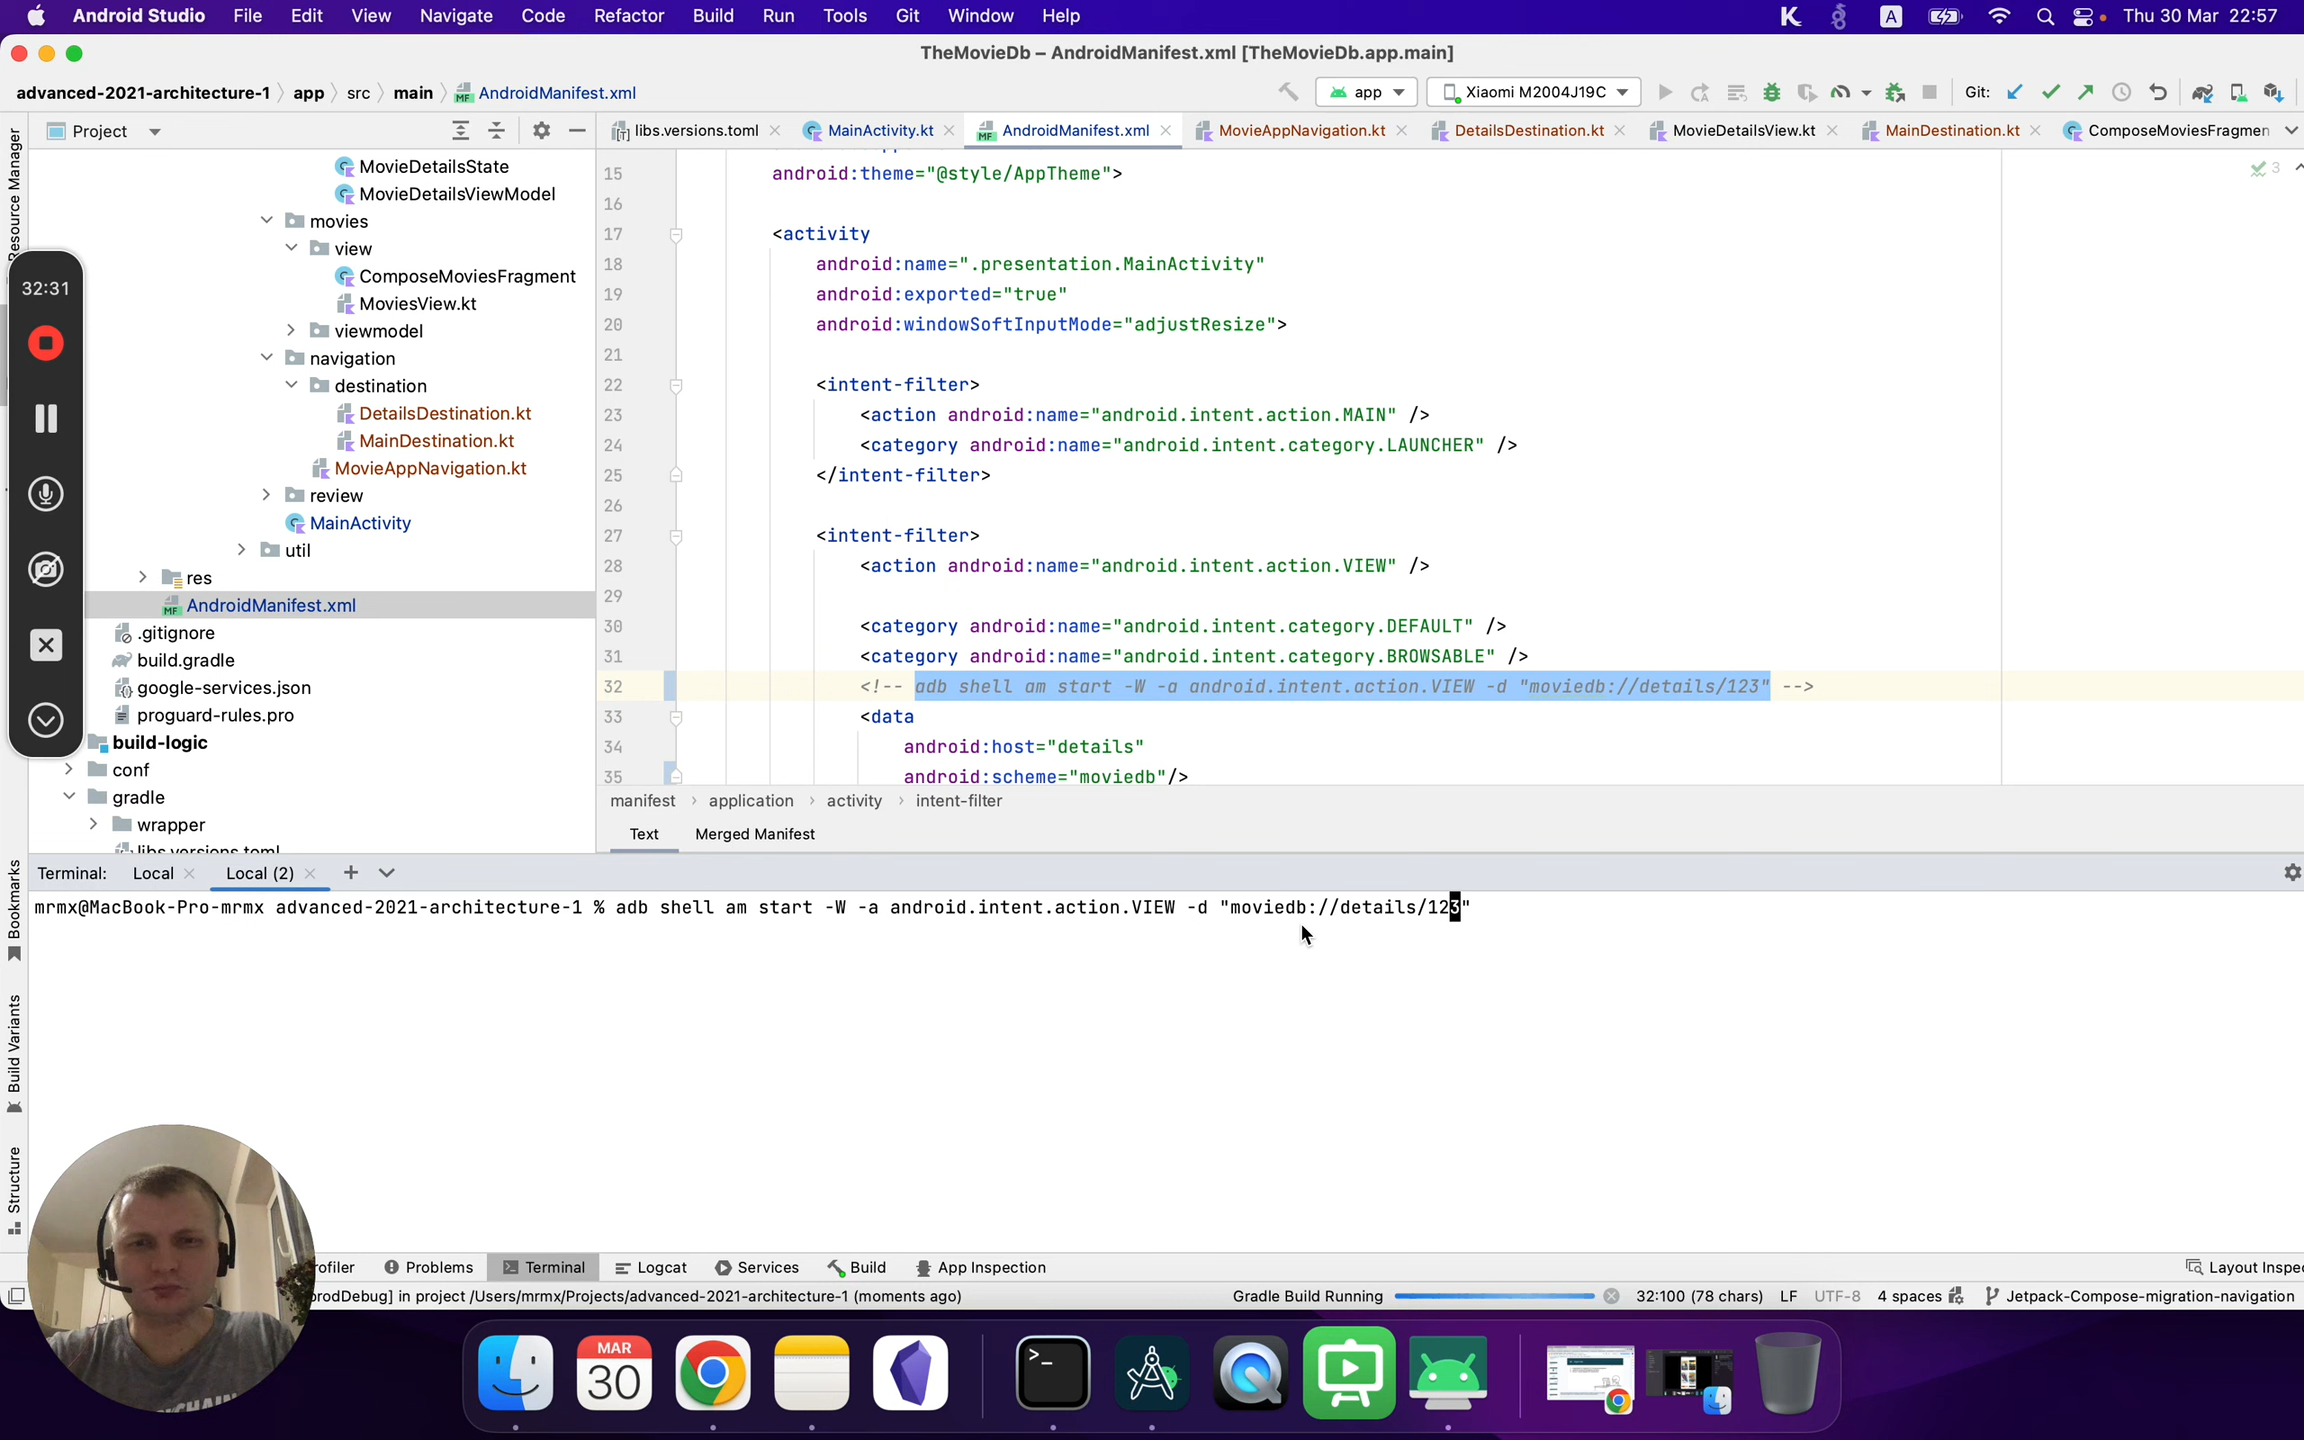 Android Studio File Edit View Navigate Code Refactor Build Run Tools Git Window Help A Thu 30 Mar 22:57
TheMovieDb – AndroidManifest.xml [TheMovieDb.app.main]
advanced-2021-architecture-1 app src main AndroidManifest.xml app Xiaomi M2004J19C Git:
Project libs.versions.toml MainActivity.kt AndroidManifest.xml MovieAppNavigation.kt DetailsDestination.kt MovieDetailsView.kt MainDestination.kt ComposeMoviesFragmen
Resource Manager
32:31
MovieDetailsState
MovieDetailsViewModel
movies
view
ComposeMoviesFragment
MoviesView.kt
viewmodel
navigation
destination
DetailsDestination.kt
MainDestination.kt
MovieAppNavigation.kt
review
MainActivity
util
res
AndroidManifest.xml
.gitignore
build.gradle
google-services.json
proguard-rules.pro
build-logic
conf
gradle
wrapper
libs.versions.toml
3
15 android:theme="@style/AppTheme">
16
17 <activity
18 android:name=".presentation.MainActivity"
19 android:exported="true"
20 android:windowSoftInputMode="adjustResize">
21
22 <intent-filter>
23 <action android:name="android.intent.action.MAIN" />
24 <category android:name="android.intent.category.LAUNCHER" />
25 </intent-filter>
26
27 <intent-filter>
28 <action android:name="android.intent.action.VIEW" />
29
30 <category android:name="android.intent.category.DEFAULT" />
31 <category android:name="android.intent.category.BROWSABLE" />
32 <!-- adb shell am start -W -a android.intent.action.VIEW -d "moviedb://details/123" -->
33 <data
34 android:host="details"
35 android:scheme="moviedb"/>
manifest application activity intent-filter
Text Merged Manifest
Terminal: Local Local (2)
mrmx@MacBook-Pro-mrmx advanced-2021-architecture-1 % adb shell am start -W -a android.intent.action.VIEW -d "moviedb://details/123"
Bookmarks
Build Variants
Structure
rofiler Problems Terminal Logcat Services Build App Inspection Layout Inspe
prodDebug] in project /Users/mrmx/Projects/advanced-2021-architecture-1 (moments ago) Gradle Build Running 32:100 (78 chars) LF UTF-8 4 spaces Jetpack-Compose-migration-navigation
MAR
30